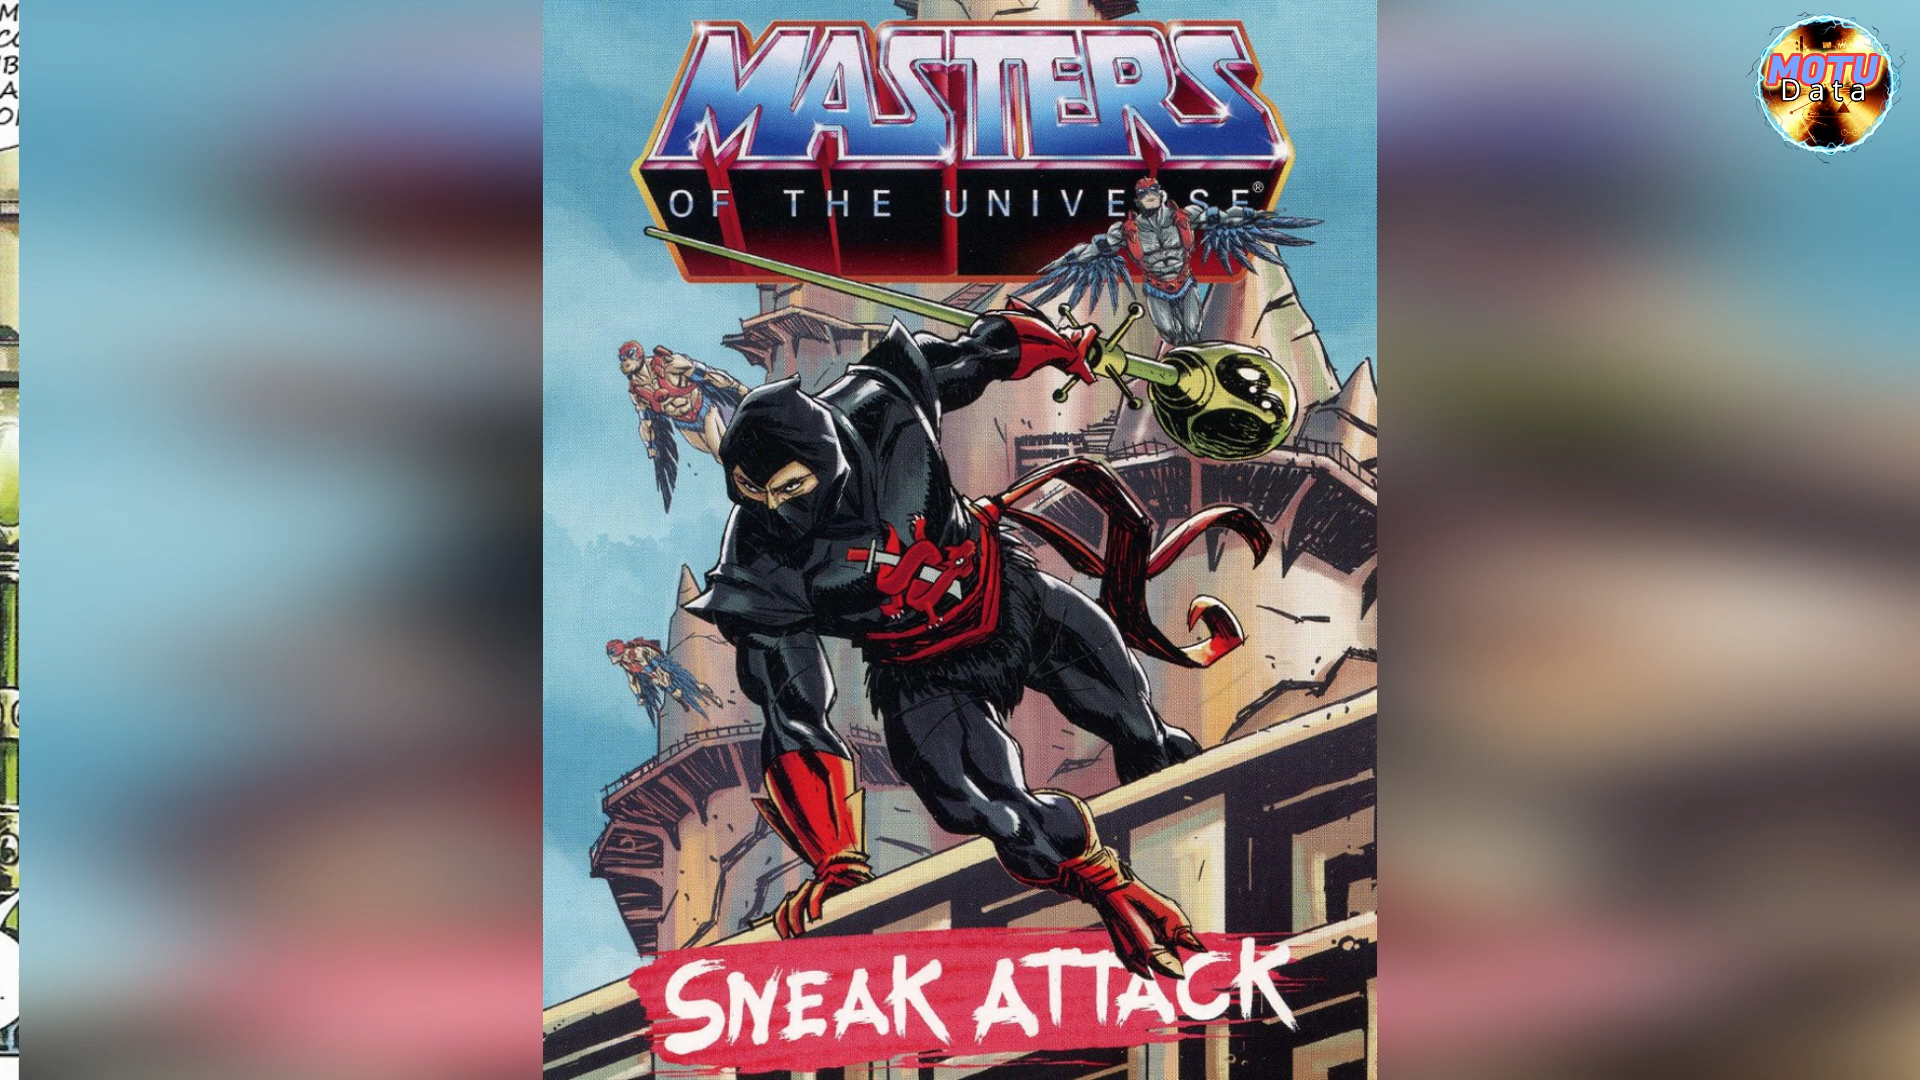 MASTERS
OF THE UNIVERSE®
SNEAK ATTACK
MOTU
Data